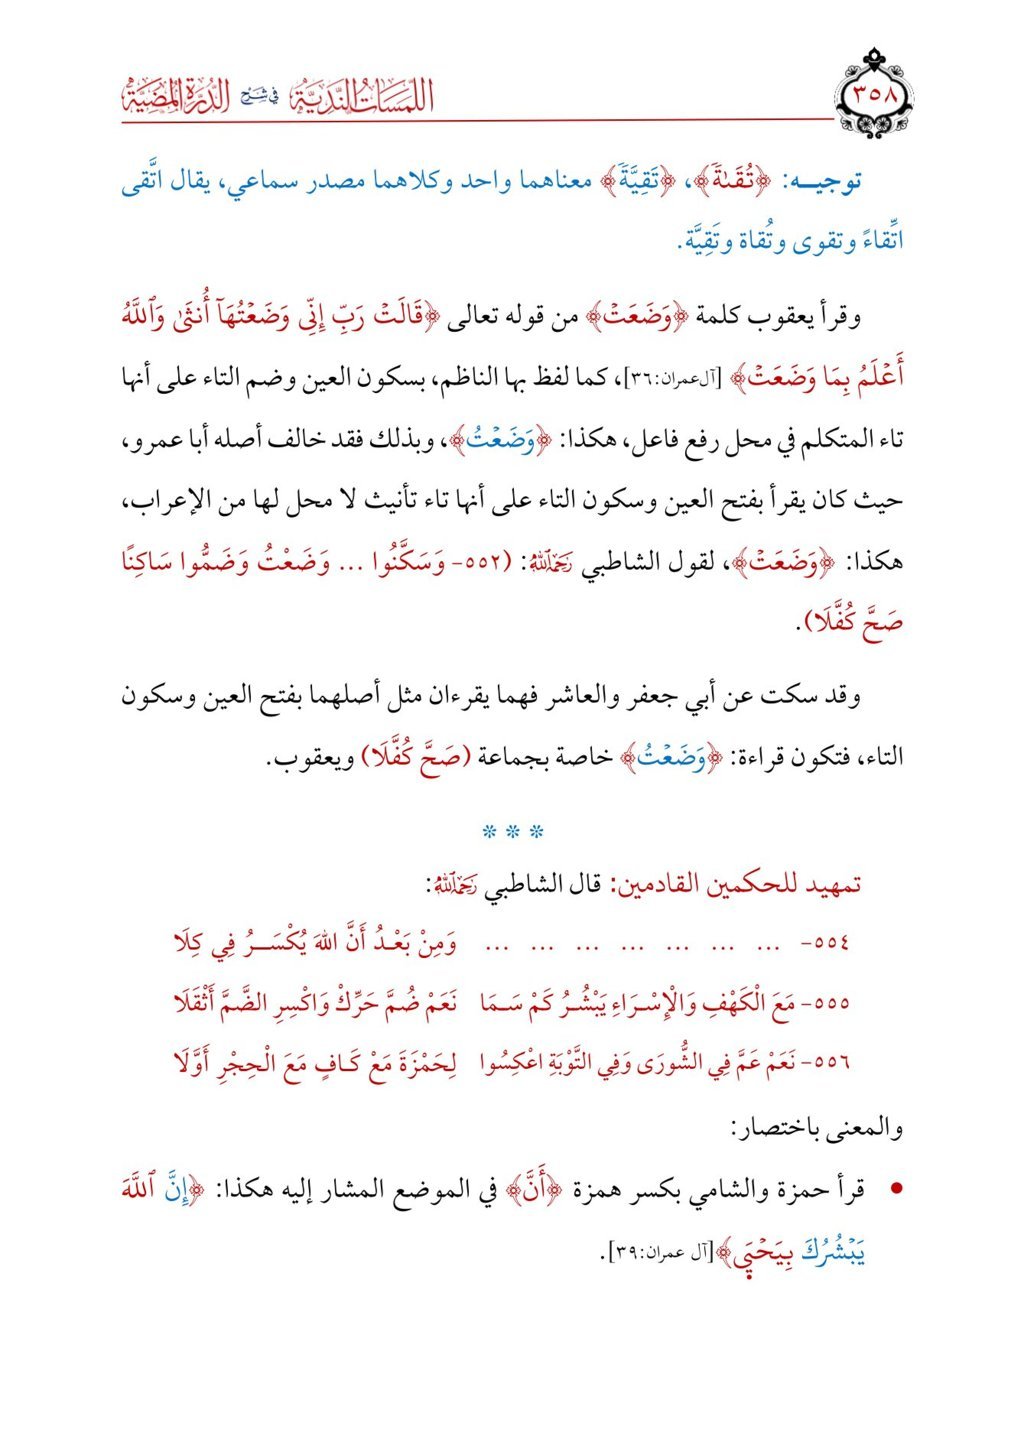 ٣٥٨
اللمسات الندية في شرح الدرة المضية
توجيــه: ﴿تُقَىٰةً﴾، ﴿تَقِيَّةً﴾ معناهما واحد وكلاهما مصدر سماعي، يقال اتَّقى
اتِّقاءً وتقوى وتُقاة وتَقِيَّة.
وقرأ يعقوب كلمة ﴿وَضَعَتۡ﴾ من قوله تعالى ﴿قَالَتۡ رَبِّ إِنِّي وَضَعۡتُهَآ أُنثَىٰ وَٱللَّهُ
أَعۡلَمُ بِمَا وَضَعَتۡ﴾ [آل عمران:٣٦]، كما لفظ بها الناظم، بسكون العين وضم التاء على أنها
تاء المتكلم في محل رفع فاعل، هكذا: ﴿وَضَعۡتُ﴾، وبذلك فقد خالف أصله أبا عمرو،
حيث كان يقرأ بفتح العين وسكون التاء على أنها تاء تأنيث لا محل لها من الإعراب،
هكذا: ﴿وَضَعَتۡ﴾، لقول الشاطبي رَحِمَهُ ٱللَّهُ: (٥٥٢- وَسَكَّنُوا ... وَضَعْتُ وَضَمُّوا سَاكِنًا
صَحَّ كُفَّلَا).
وقد سكت عن أبي جعفر والعاشر فهما يقرءان مثل أصلهما بفتح العين وسكون
التاء، فتكون قراءة: ﴿وَضَعۡتُ﴾ خاصة بجماعة (صَحَّ كُفَّلَا) ويعقوب.
* * *
تمهيد للحكمين القادمين: قال الشاطبي رَحِمَهُ ٱللَّهُ:
٥٥٤- ... ... ... ... ... ... ... وَمِنْ بَعْـدُ أَنَّ اللهَ يُكْسَــرُ فِي كِلَا
٥٥٥- مَعَ الْكَهْفِ وَالْإِسْـرَاءِ يَبْشُـرُ كَمْ سَـمَا نَعَمْ ضُمَّ حَرِّكْ وَاكْسِرِ الضَّمَّ أَثْقَلَا
٥٥٦- نَعَمْ عَمَّ فِي الشُّورَى وَفِي التَّوْبَةِ اعْكِسُوا لِحَمْزَةَ مَعْ كَـافٍ مَعَ الْحِجْرِ أَوَّلَا
والمعنى باختصار:
• قرأ حمزة والشامي بكسر همزة ﴿أَنَّ﴾ في الموضع المشار إليه هكذا: ﴿إِنَّ ٱللَّهَ
يَبۡشُرُكَ بِيَحۡيَىٰ﴾[آل عمران:٣٩].